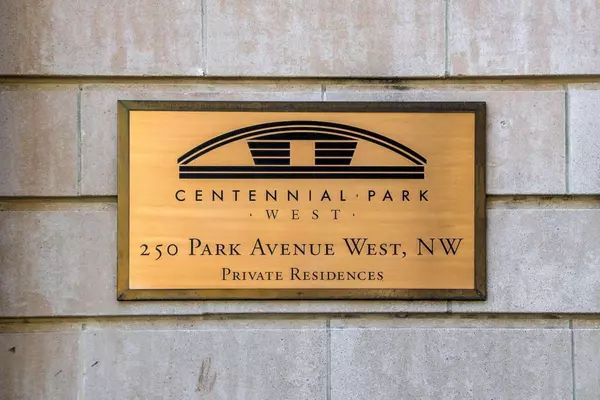 CENTENNIAL · PARK
· WEST ·
250 PARK AVENUE WEST, NW
PRIVATE RESIDENCES